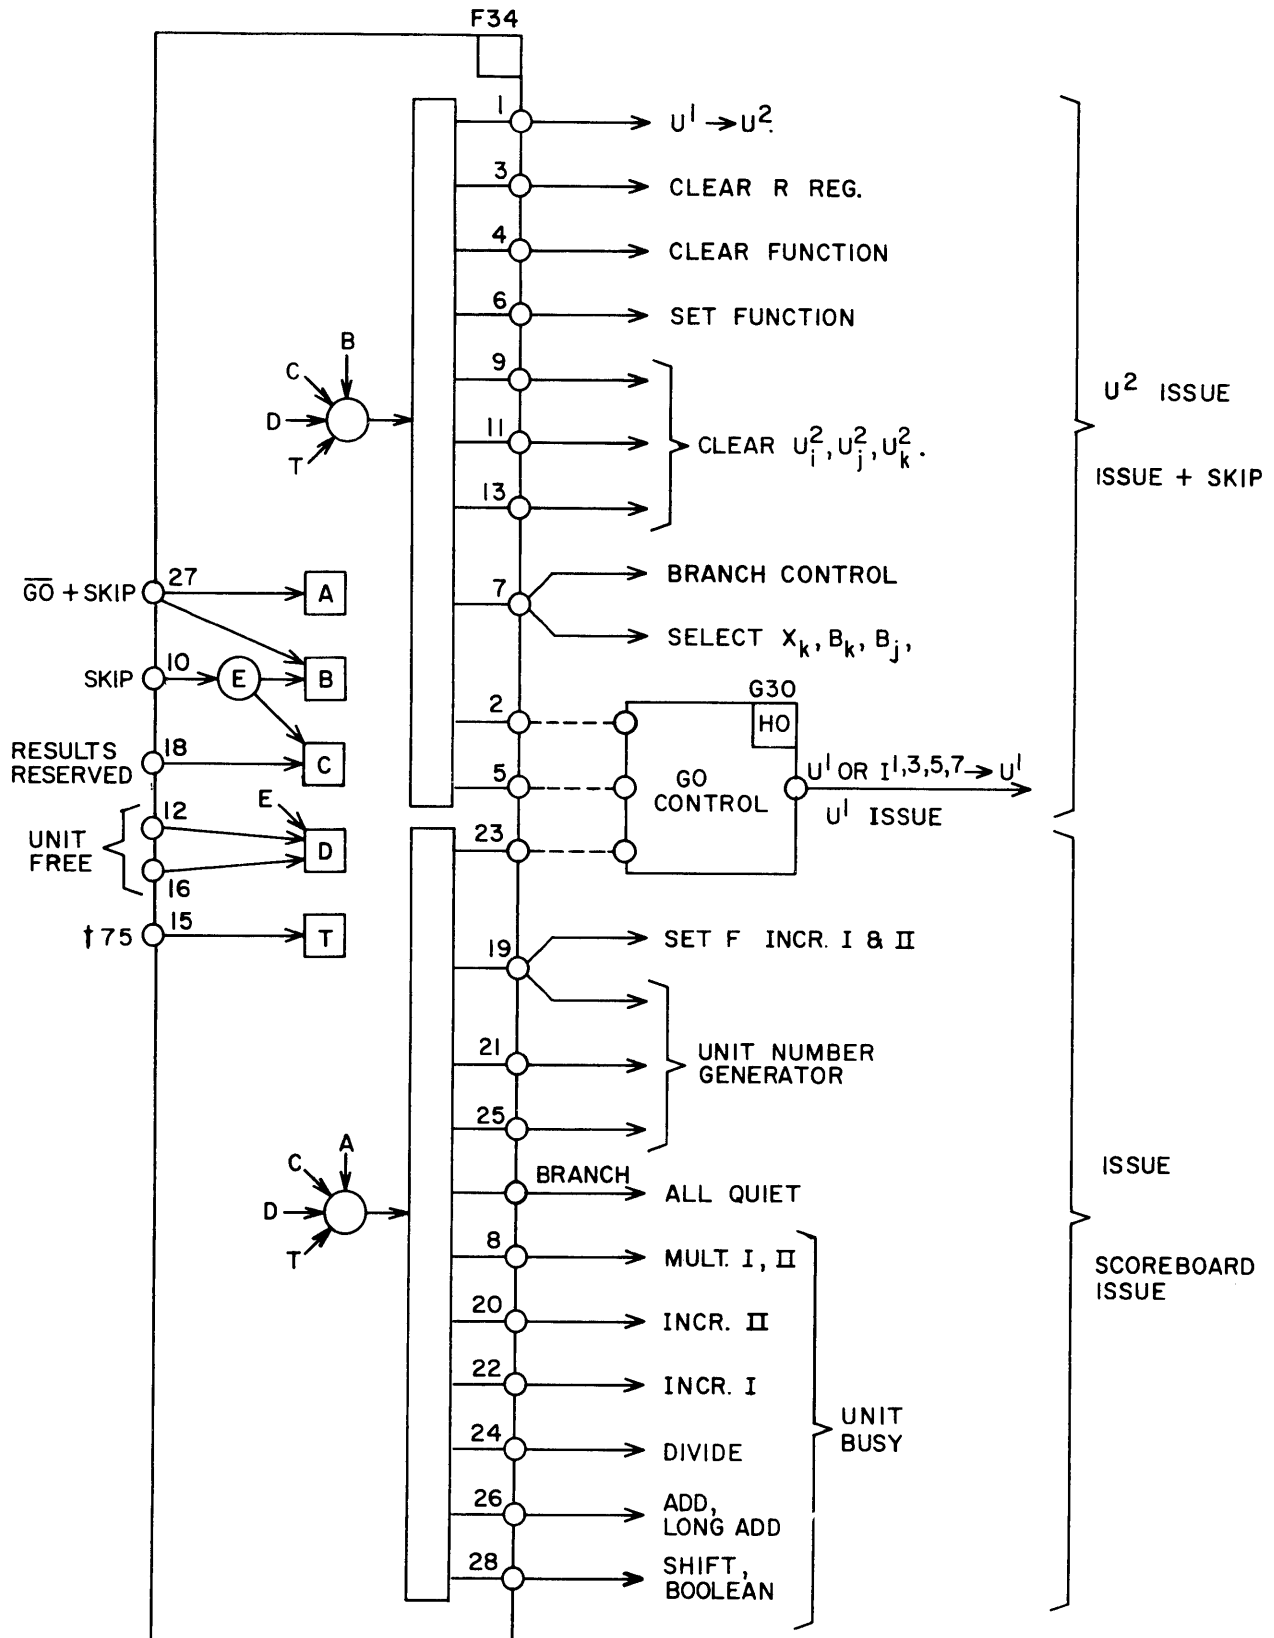 F34
1
U¹ → U².
3
CLEAR R REG.
4
CLEAR FUNCTION
6
SET FUNCTION
B
C
D
T
9
11
13
CLEAR U²ᵢ, U²ⱼ, U²ₖ.
U² ISSUE
ISSUE + SKIP
7
BRANCH CONTROL
SELECT Xₖ, Bₖ, Bⱼ,
G̅O̅ + SKIP
27
A
SKIP
10
E
B
RESULTS
RESERVED
18
C
UNIT
FREE
12
16
E
D
†75
15
T
2
5
23
G30
HO
GO
CONTROL
U¹ OR I¹,³,⁵,⁷ → U¹
U¹ ISSUE
19
SET F INCR. I & II
21
25
UNIT NUMBER
GENERATOR
A
C
D
T
BRANCH
ALL QUIET
8
MULT. I, II
20
INCR. II
22
INCR. I
24
DIVIDE
26
ADD,
LONG ADD
28
SHIFT,
BOOLEAN
UNIT
BUSY
ISSUE
SCOREBOARD
ISSUE